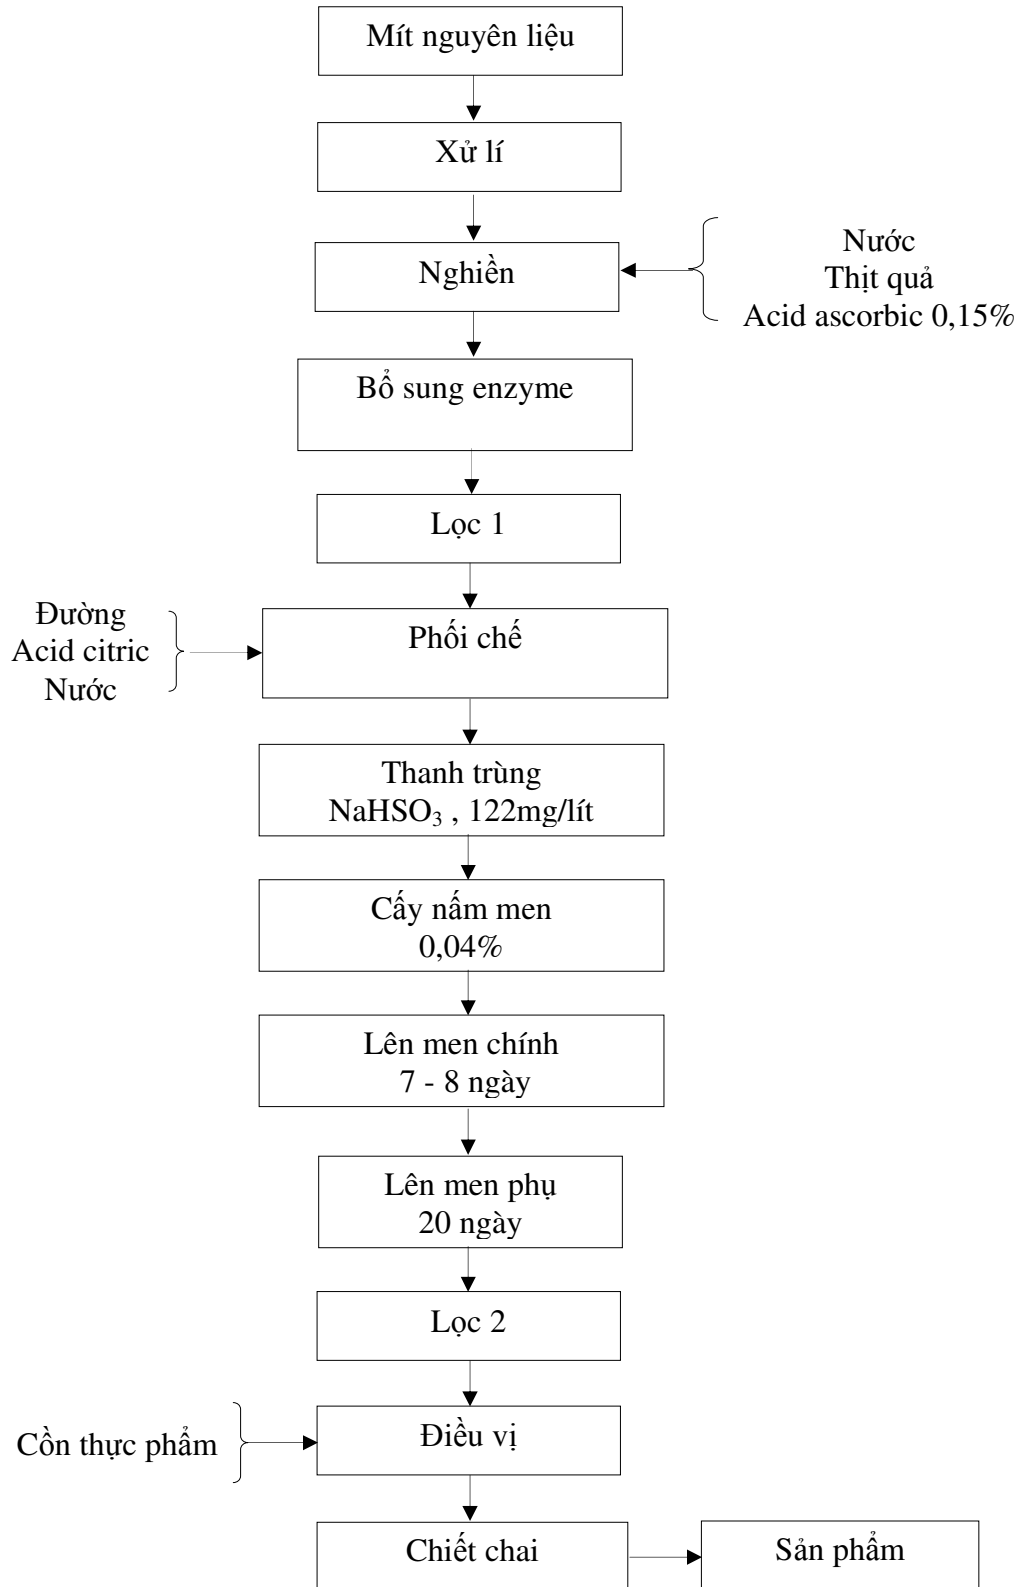 Mít nguyên liệu
Xử lí
Nghiền
Nước
Thịt quả
Acid ascorbic 0,15%
Bổ sung enzyme
Lọc 1
Đường
Acid citric
Nước
Phối chế
Thanh trùng
NaHSO₃ , 122mg/lít
Cấy nấm men
0,04%
Lên men chính
7 - 8 ngày
Lên men phụ
20 ngày
Lọc 2
Cồn thực phẩm
Điều vị
Chiết chai
Sản phẩm